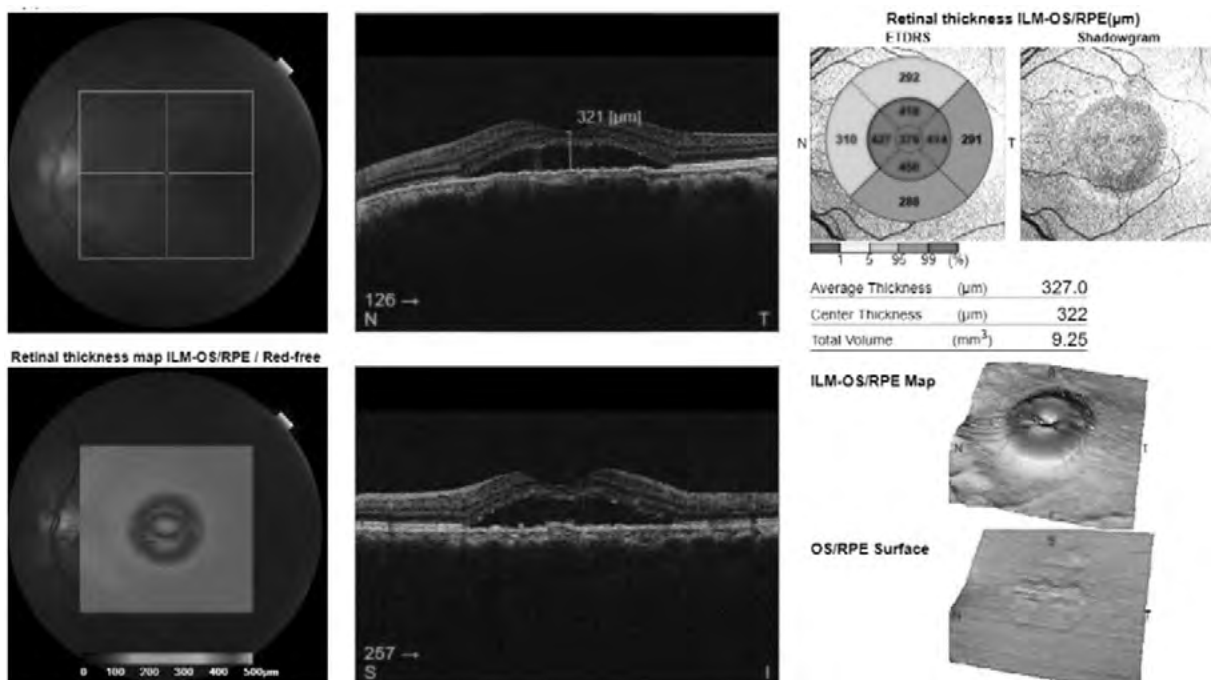 321 [µm]
126 →
N
T
Retinal thickness ILM-OS/RPE(µm)
ETDRS
Shadowgram
292
N
310
376
291
T
288
1 5 95 99 (%)
Average Thickness (µm) 327.0
Center Thickness (µm) 322
Total Volume (mm³) 9.25
Retinal thickness map ILM-OS/RPE / Red-free
0 100 200 300 400 500µm
257 →
S
I
ILM-OS/RPE Map
S
N
T
OS/RPE Surface
S
N
T